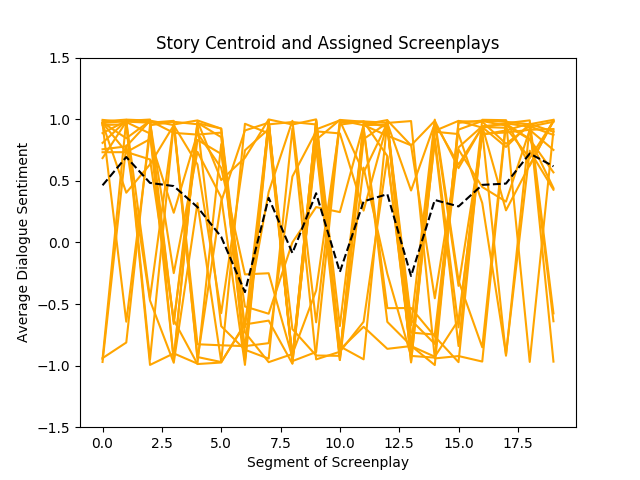 Story Centroid and Assigned Screenplays
1.5
1.0
0.5
0.0
−0.5
−1.0
−1.5
Average Dialogue Sentiment
0.0 2.5 5.0 7.5 10.0 12.5 15.0 17.5
Segment of Screenplay